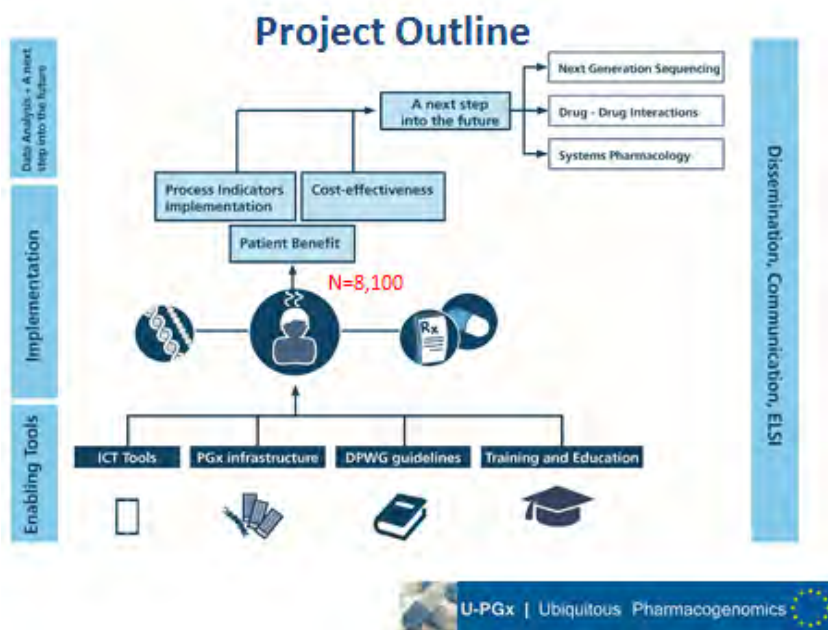 Project Outline
Data Analysis + A next
step into the future
Next Generation Sequencing
A next step
into the future
Drug - Drug Interactions
Systems Pharmacology
Process Indicators
implementation
Cost-effectiveness
Patient Benefit
N=8,100
Implementation
Rx
Dissemination, Communication, ELSI
Enabling Tools
ICT Tools
PGx infrastructure
DPWG guidelines
Training and Education
U-PGx | Ubiquitous Pharmacogenomics